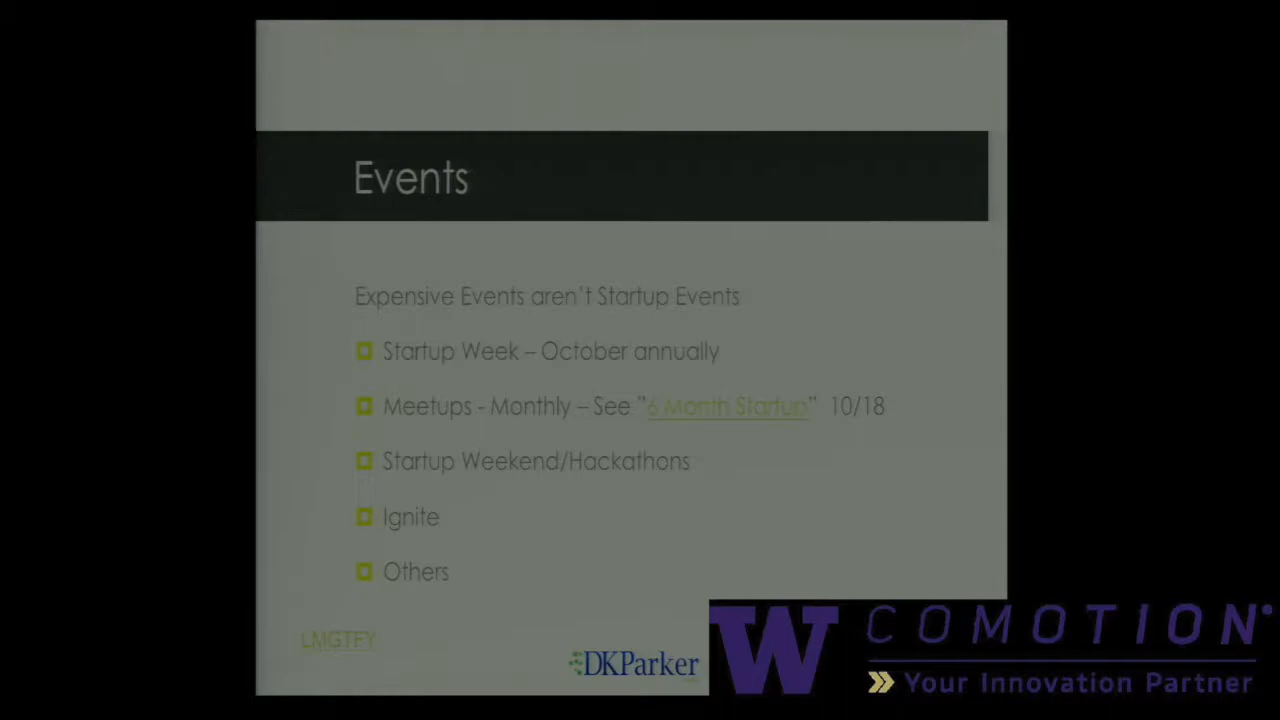 Events
Expensive Events aren't Startup Events
Startup Week – October annually
Meetups - Monthly – See "6 Month Startup" 10/18
Startup Weekend/Hackathons
Ignite
Others
LMGTFY
DKParker
W COMOTION
Your Innovation Partner